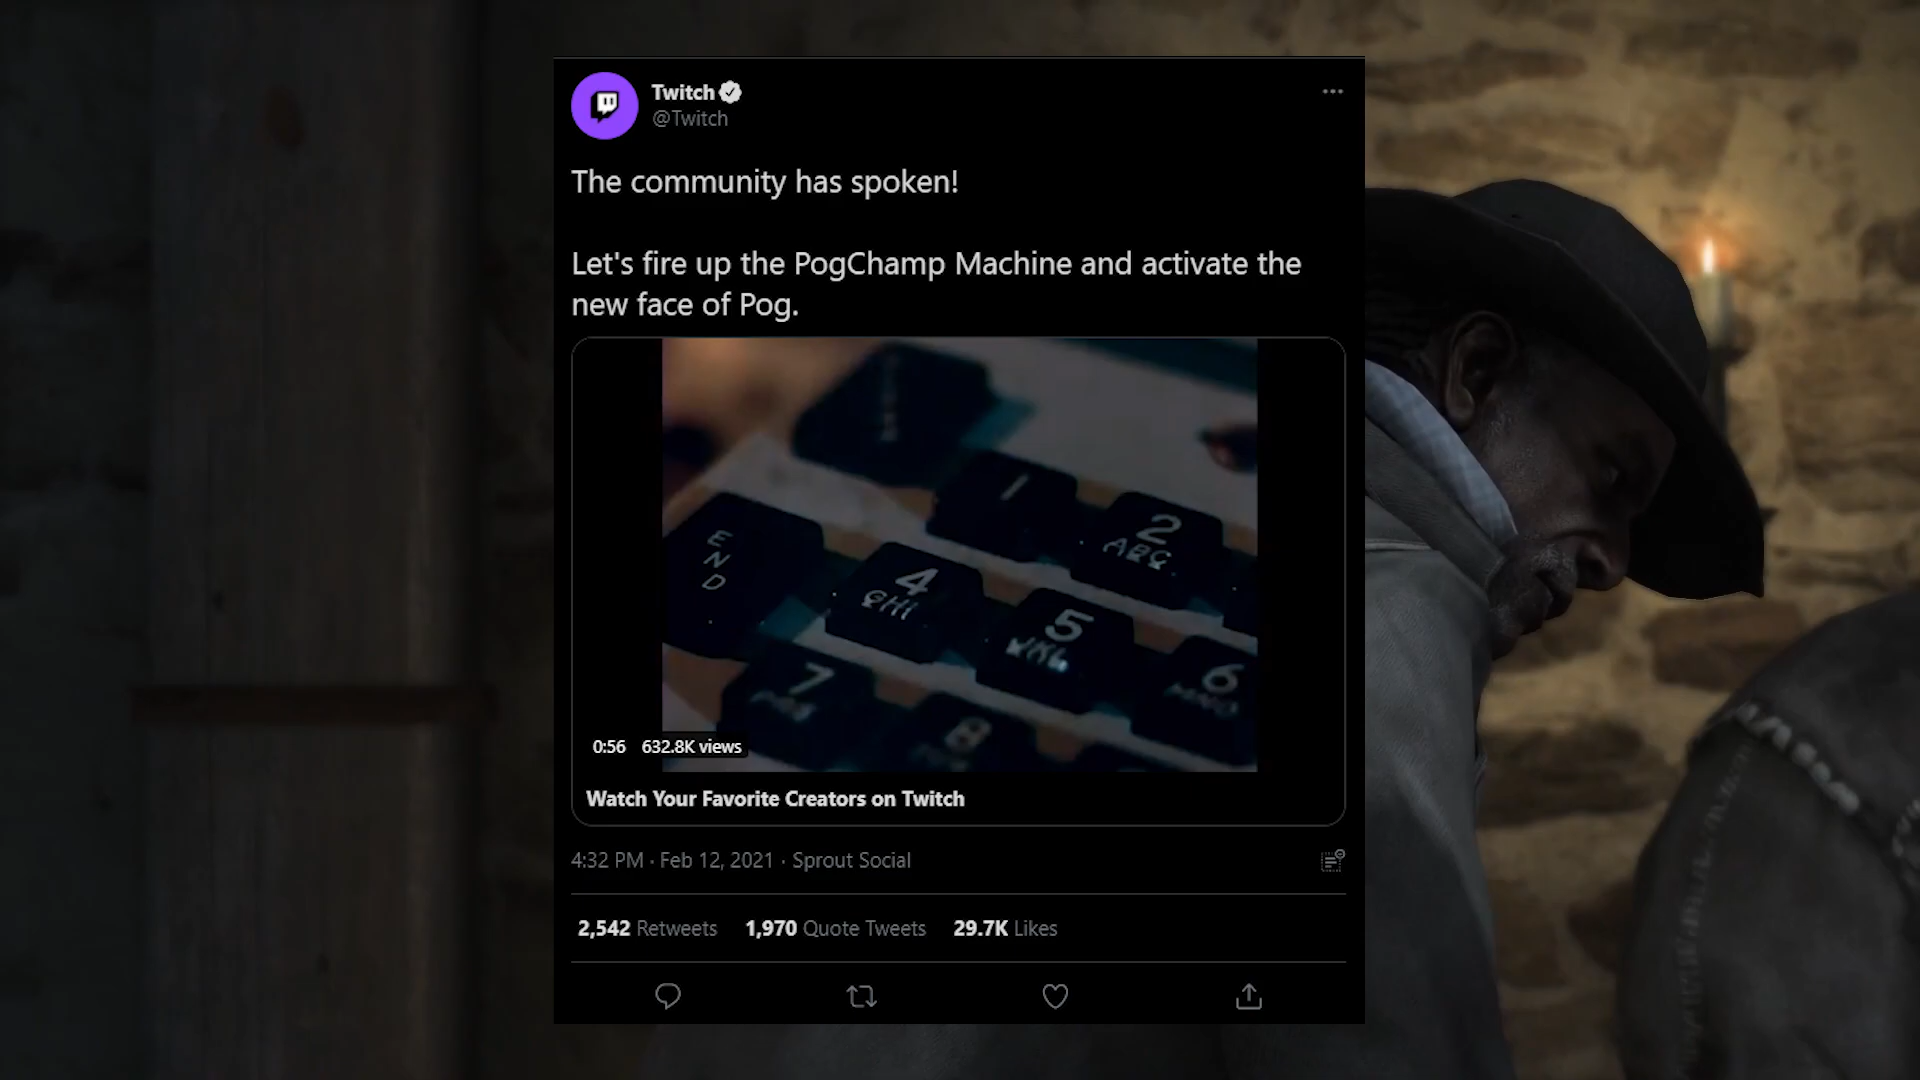 Twitch
@Twitch
The community has spoken!
Let's fire up the PogChamp Machine and activate the
new face of Pog.
1
2
ABC
END
4
GHI
5
JKL
6
MNO
7
8
0:56 632.8K views
Watch Your Favorite Creators on Twitch
4:32 PM · Feb 12, 2021 · Sprout Social
2,542 Retweets 1,970 Quote Tweets 29.7K Likes